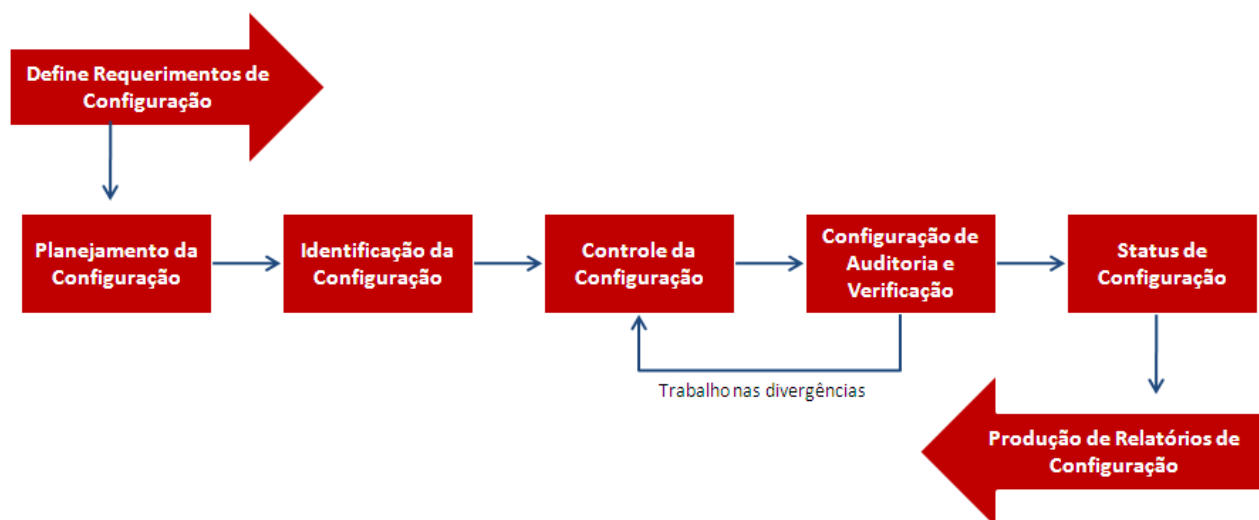 Define Requerimentos de
Configuração
Planejamento da
Configuração
Identificação da
Configuração
Controle da
Configuração
Configuração de
Auditoria e
Verificação
Status de
Configuração
Trabalho nas divergências
Produção de Relatórios de
Configuração